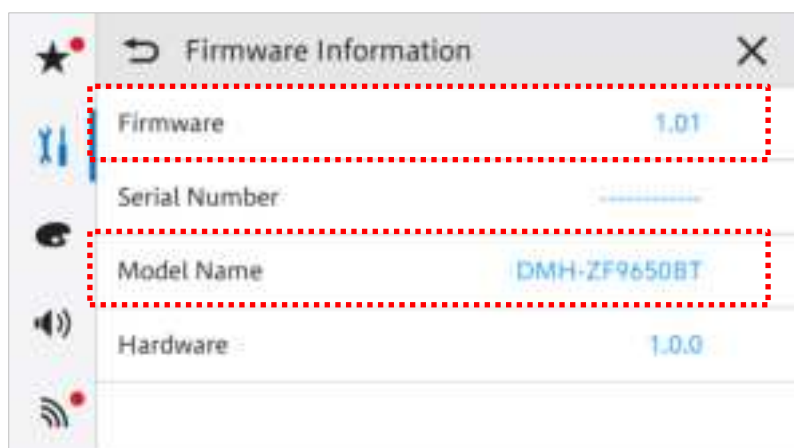 Firmware Information
Firmware 1.01
Serial Number ------------
Model Name DMH-ZF9650BT
Hardware 1.0.0